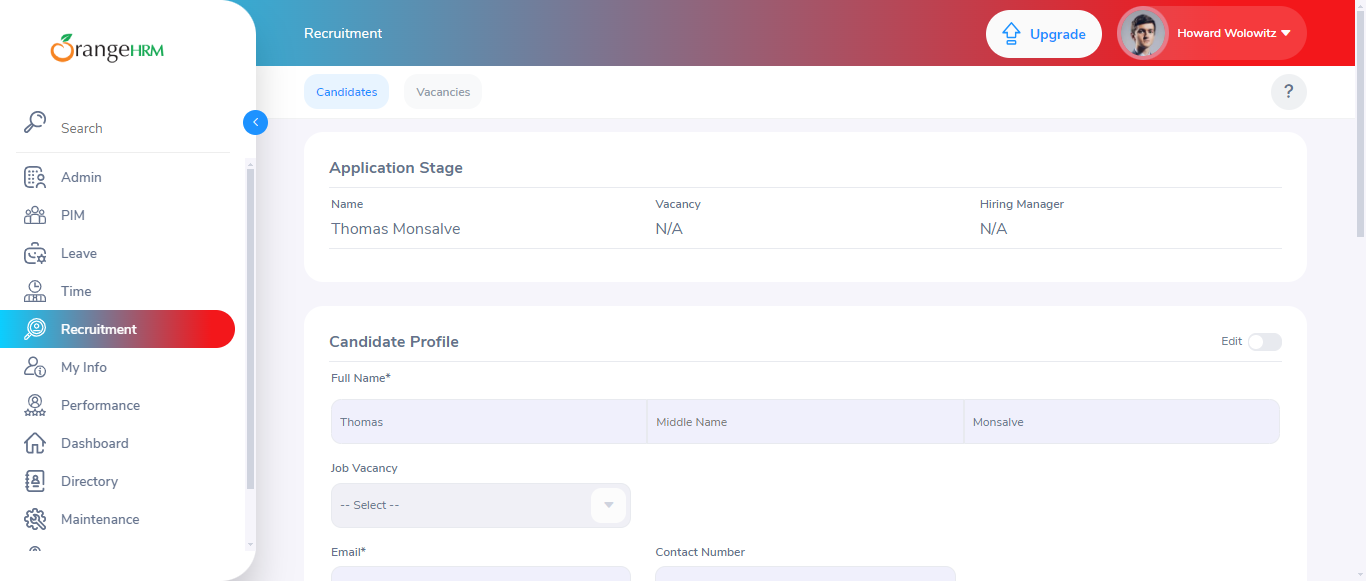 OrangeHRM
Search
Admin
PIM
Leave
Time
Recruitment
My Info
Performance
Dashboard
Directory
Maintenance
Recruitment
Upgrade
Howard Wolowitz
Candidates
Vacancies
?
Application Stage
Name
Vacancy
Hiring Manager
Thomas Monsalve
N/A
N/A
Candidate Profile
Edit
Full Name*
Thomas
Middle Name
Monsalve
Job Vacancy
-- Select --
Email*
Contact Number